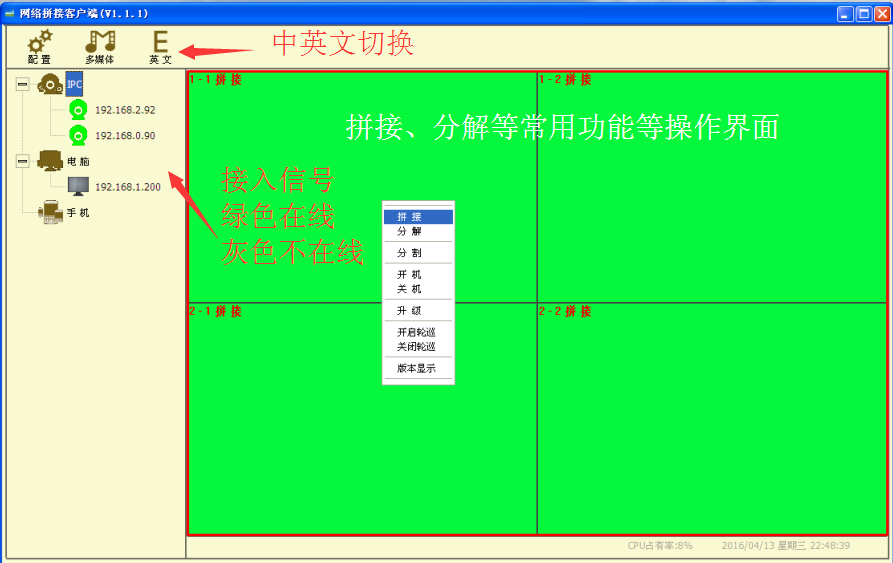 网络拼接客户端(V1.1.1)
E
配置 多媒体 英文
中英文切换
IPC
192.168.2.92
192.168.0.90
电脑
192.168.1.200
手机
接入信号
绿色在线
灰色不在线
1-1拼接
1-2拼接
拼接、分解等常用功能等操作界面
拼接
分解
分割
开机
关机
升级
开启轮巡
关闭轮巡
版本显示
2-1拼接
2-2拼接
CPU占有率:8% 2016/04/13 星期三 22:48:39